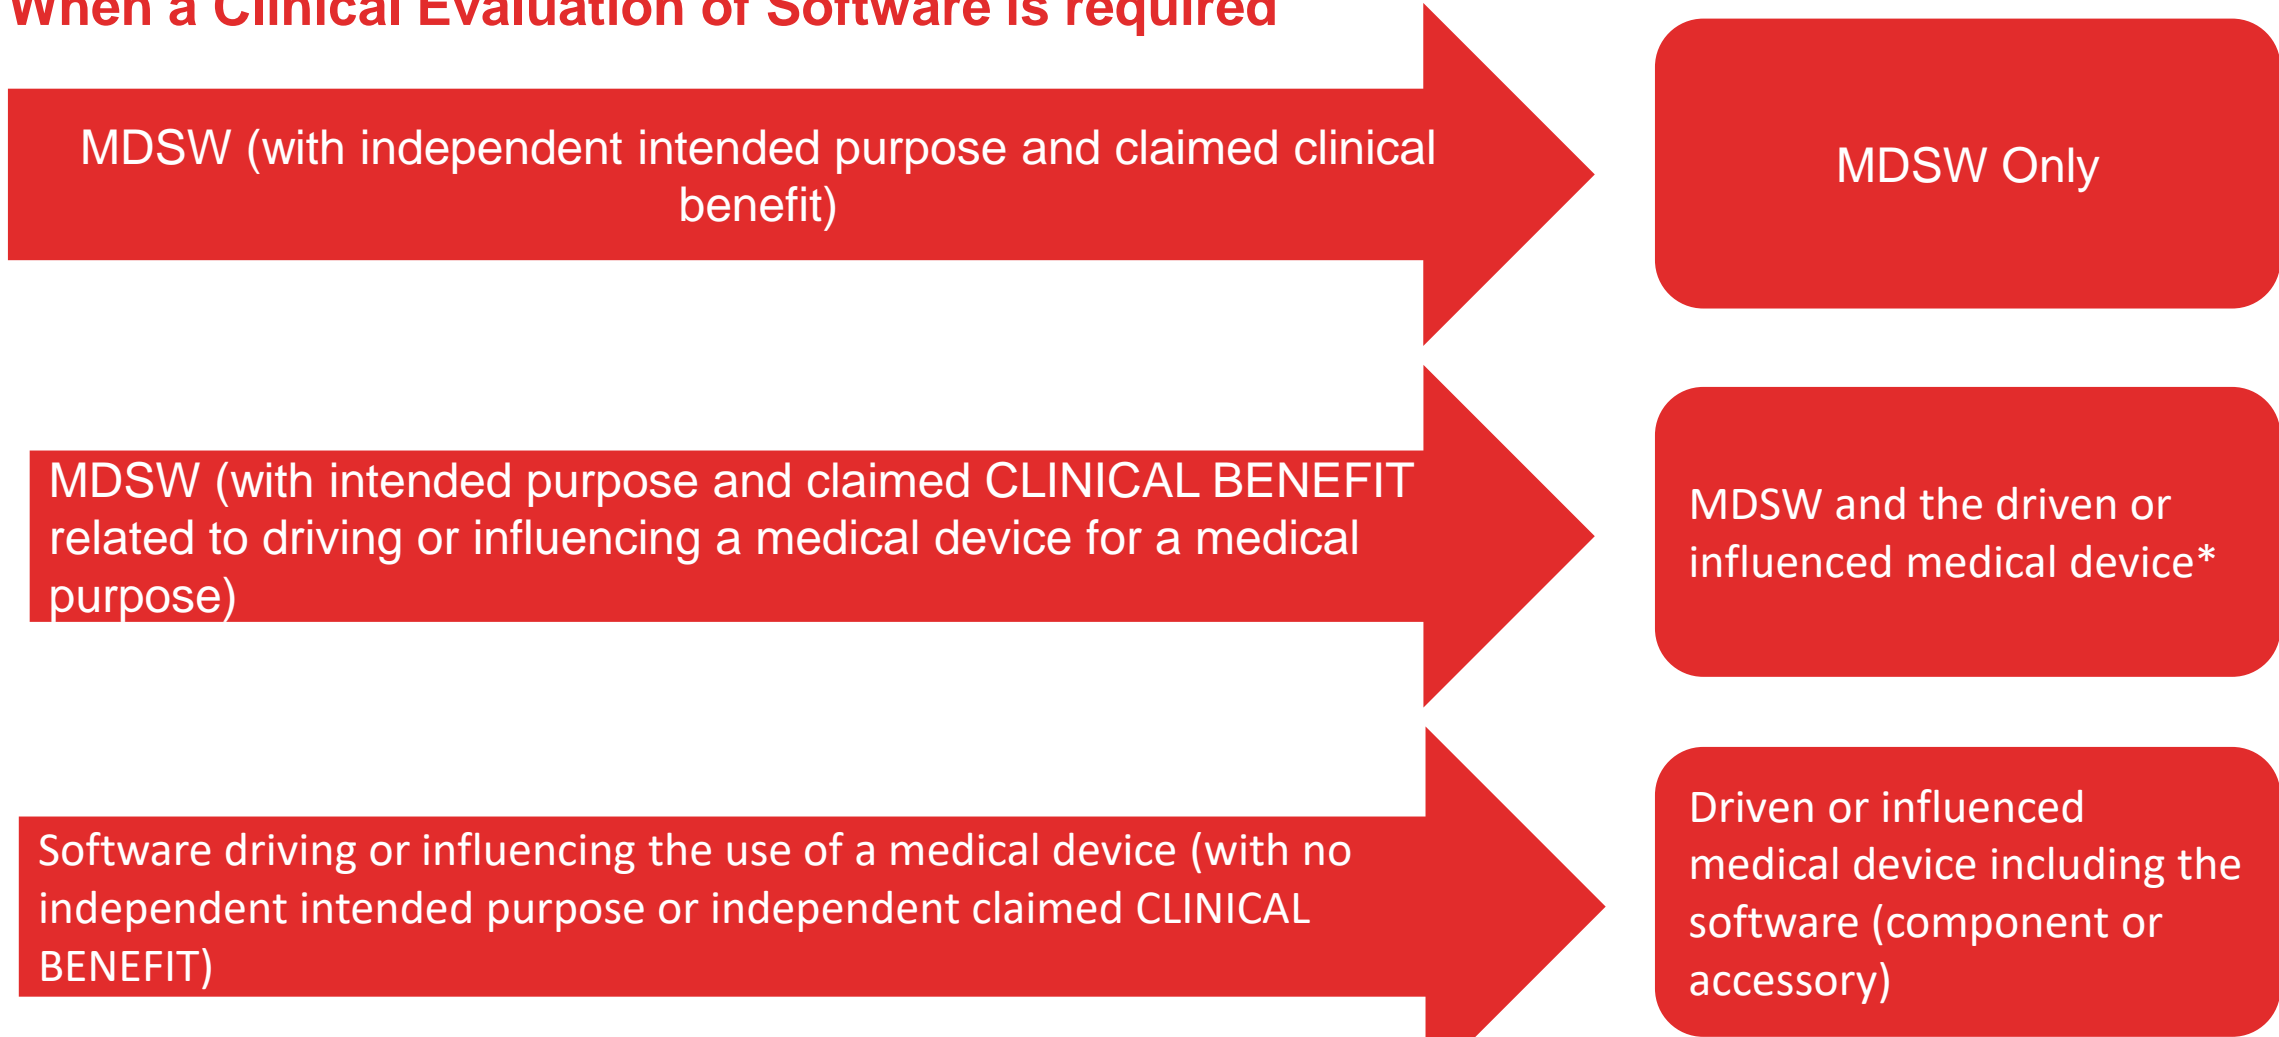 When a Clinical Evaluation of Software is required
MDSW (with independent intended purpose and claimed clinical
benefit)
MDSW Only
MDSW (with intended purpose and claimed CLINICAL BENEFIT
related to driving or influencing a medical device for a medical
purpose)
MDSW and the driven or
influenced medical device*
Software driving or influencing the use of a medical device (with no
independent intended purpose or independent claimed CLINICAL
BENEFIT)
Driven or influenced
medical device including the
software (component or
accessory)